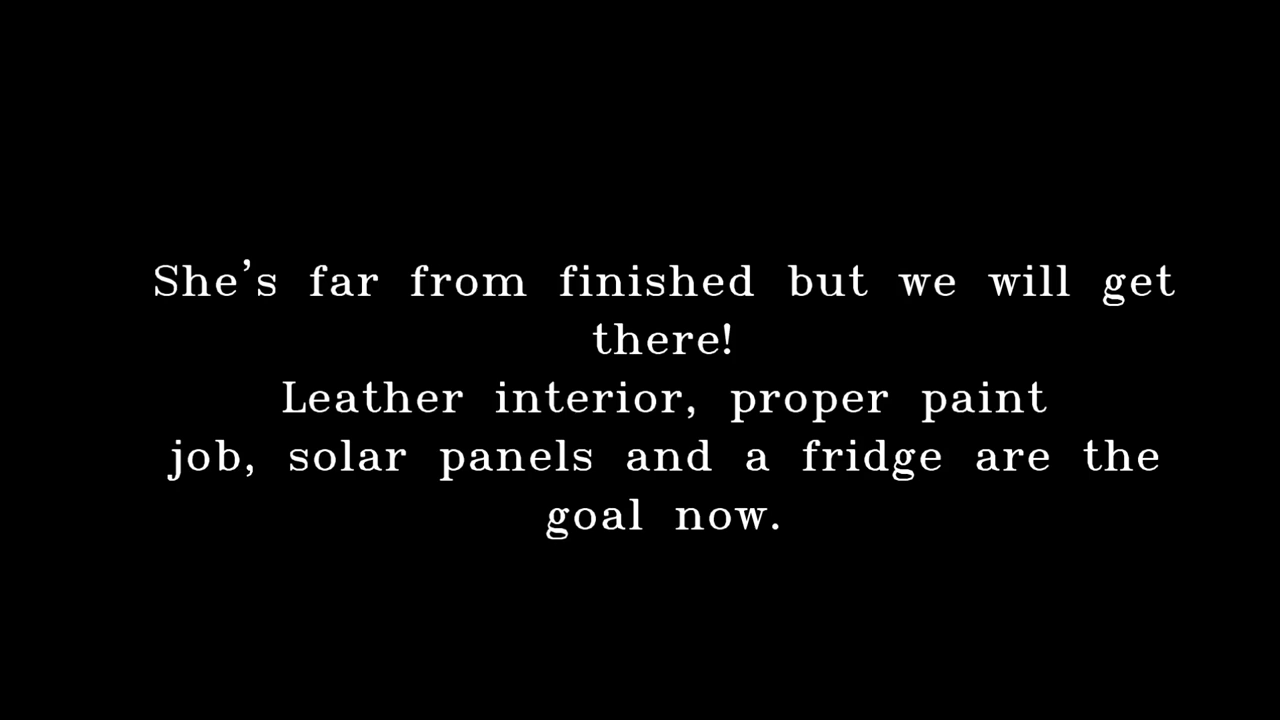 She's far from finished but we will get
there!
Leather interior, proper paint
job, solar panels and a fridge are the
goal now.